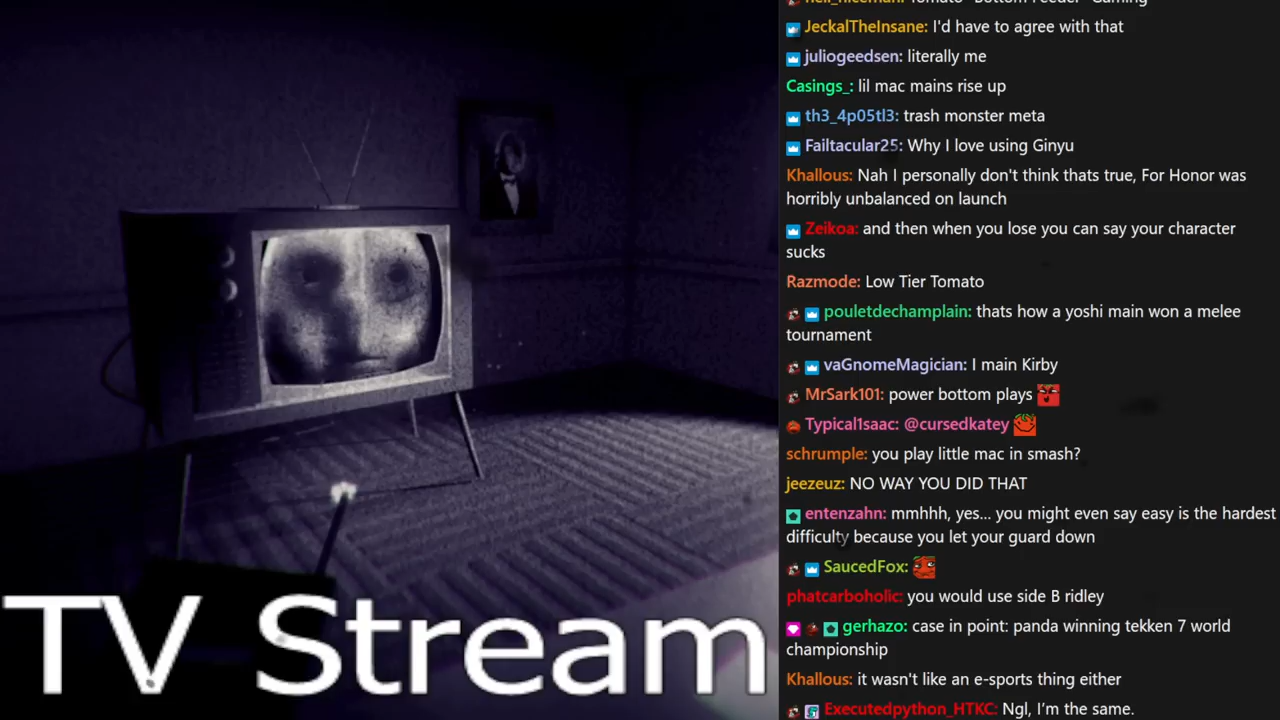 JeckalTheInsane: I'd have to agree with that
juliogeedsen: literally me
Casings_: lil mac mains rise up
th3_4p05tl3: trash monster meta
Failtacular25: Why I love using Ginyu
Khallous: Nah I personally don't think thats true, For Honor was
horribly unbalanced on launch
Zeikoa: and then when you lose you can say your character
sucks
Razmode: Low Tier Tomato
pouletdechamplain: thats how a yoshi main won a melee
tournament
vaGnomeMagician: I main Kirby
MrSark101: power bottom plays
Typical1saac: @cursedkatey
schrumple: you play little mac in smash?
jeezeuz: NO WAY YOU DID THAT
entenzahn: mmhhh, yes... you might even say easy is the hardest
difficulty because you let your guard down
SaucedFox:
phatcarboholic: you would use side B ridley
gerhazo: case in point: panda winning tekken 7 world
championship
Khallous: it wasn't like an e-sports thing either
Executedpython_HTKC: Ngl, I'm the same.
TV Stream